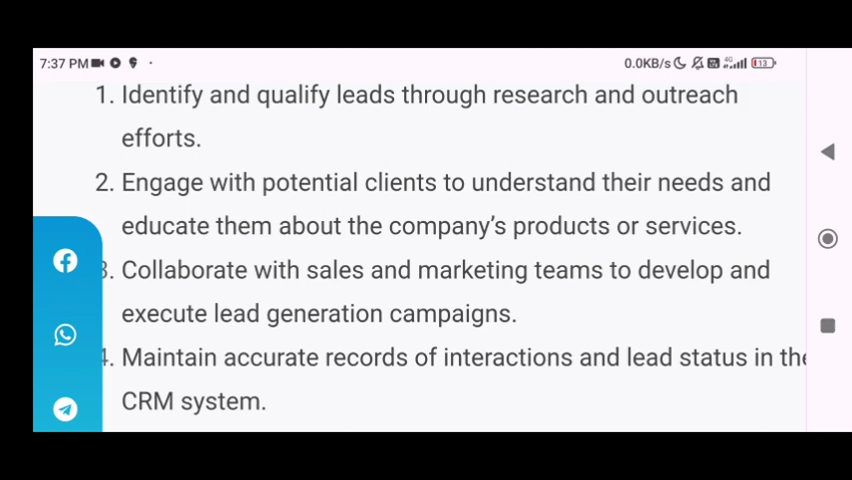 7:37 PM 0.0KB/s 4G 13
1. Identify and qualify leads through research and outreach
efforts.
2. Engage with potential clients to understand their needs and
educate them about the company's products or services.
3. Collaborate with sales and marketing teams to develop and
execute lead generation campaigns.
4. Maintain accurate records of interactions and lead status in the
CRM system.